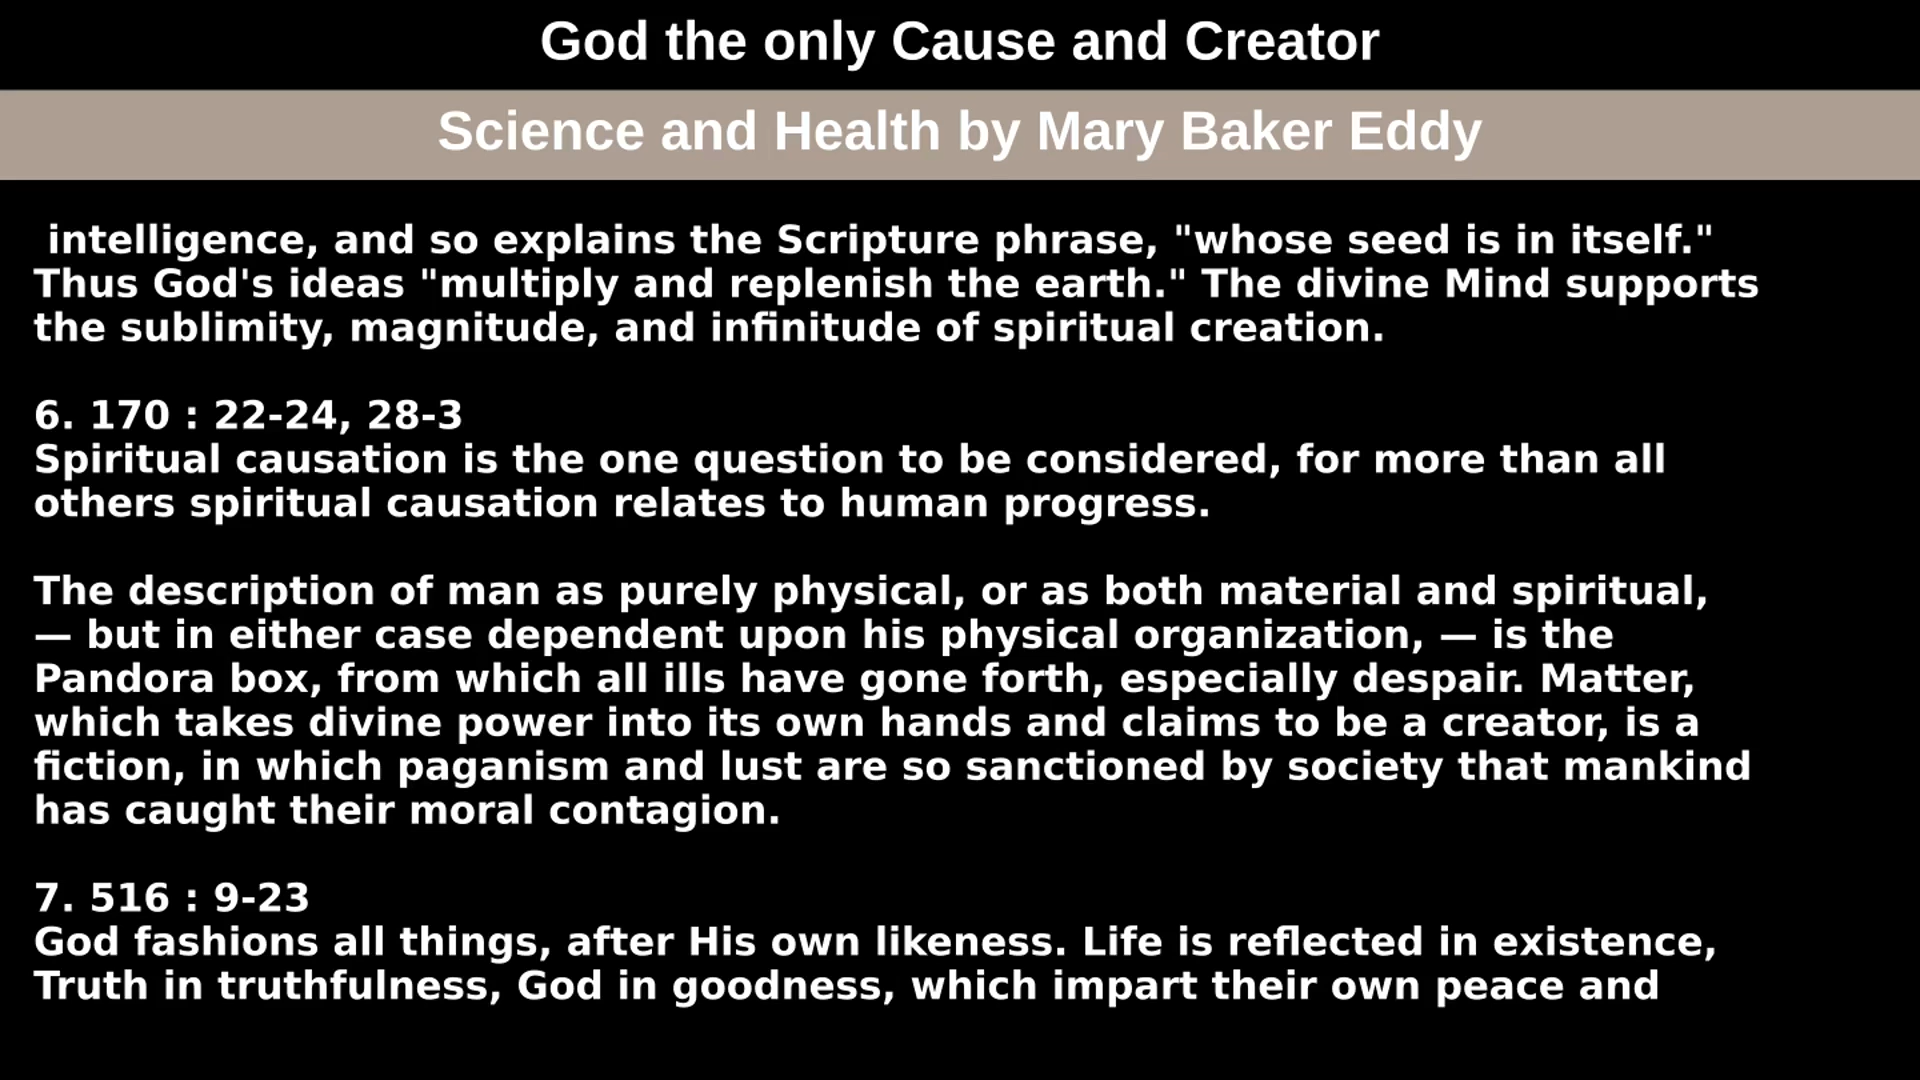 God the only Cause and Creator
Science and Health by Mary Baker Eddy
intelligence, and so explains the Scripture phrase, "whose seed is in itself."
Thus God's ideas "multiply and replenish the earth." The divine Mind supports
the sublimity, magnitude, and infinitude of spiritual creation.
6. 170 : 22-24, 28-3
Spiritual causation is the one question to be considered, for more than all
others spiritual causation relates to human progress.
The description of man as purely physical, or as both material and spiritual,
— but in either case dependent upon his physical organization, — is the
Pandora box, from which all ills have gone forth, especially despair. Matter,
which takes divine power into its own hands and claims to be a creator, is a
fiction, in which paganism and lust are so sanctioned by society that mankind
has caught their moral contagion.
7. 516 : 9-23
God fashions all things, after His own likeness. Life is reflected in existence,
Truth in truthfulness, God in goodness, which impart their own peace and